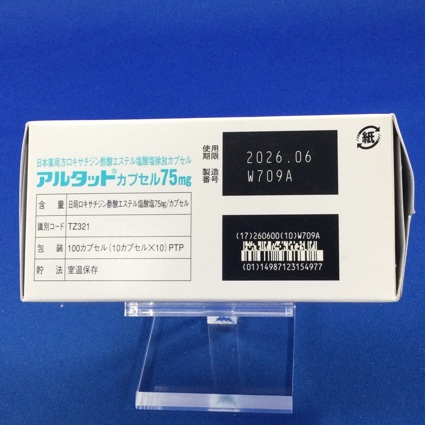 日本薬局方ロキサチジン酢酸エステル塩酸塩徐放カプセル
アルタット®カプセル75mg
含量 日局ロキサチジン酢酸エステル塩酸塩75mg/カプセル
識別コード TZ321
包装 100カプセル(10カプセル×10)PTP
貯法 室温保存
使用期限 2026.06
製造番号 W709A
(17)260600(10)W709A
(01)14987123154977
紙